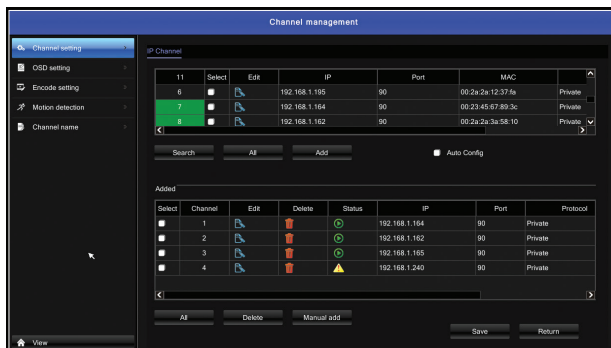 Channel management
Channel setting
OSD setting
Encode setting
Motion detection
Channel name
View
IP Channel
11 Select Edit IP Port MAC
6 192.168.1.195 90 00:2a:2a:12:37:fa Private
7 192.168.1.164 90 00:23:45:67:89:3c Private
8 192.168.1.162 90 00:2a:2a:3a:58:10 Private
Search All Add Auto Config
Added
Select Channel Edit Delete Status IP Port Protocol
1 192.168.1.164 90 Private
2 192.168.1.162 90 Private
3 192.168.1.165 90 Private
4 192.168.1.240 90 Private
All Delete Manual add
Save Return